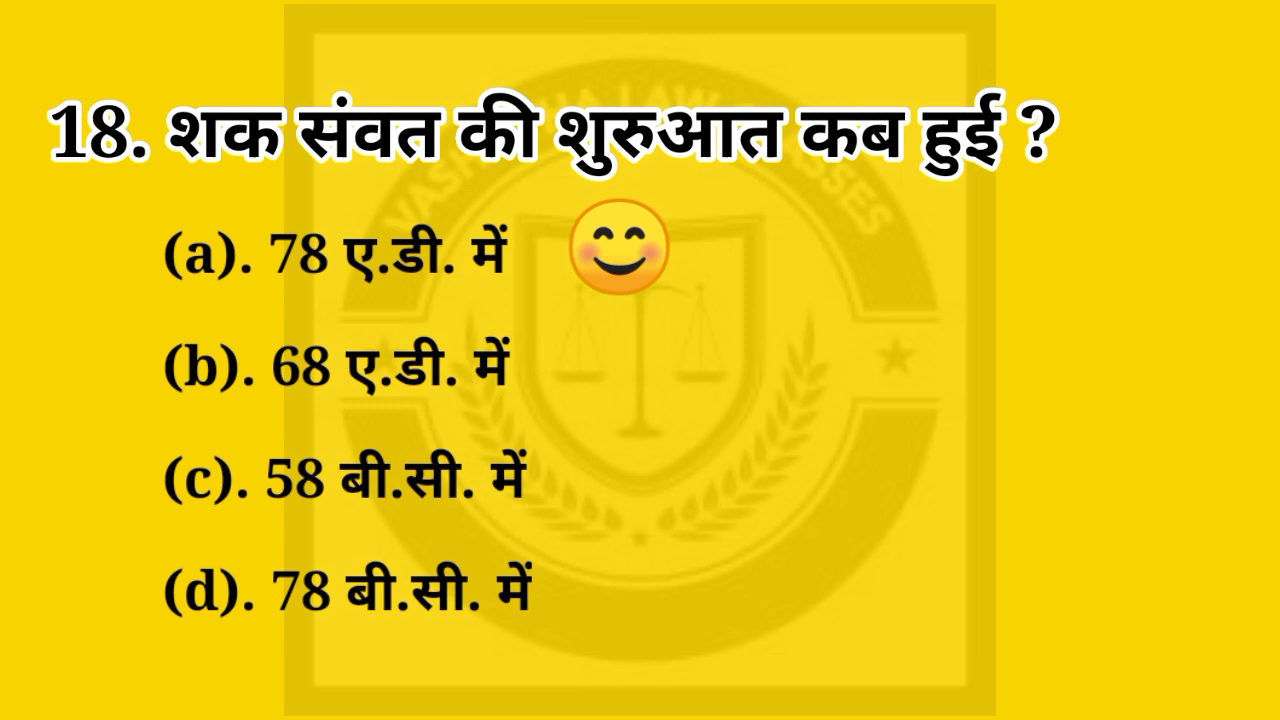 18. शक संवत की शुरुआत कब हुई ?
(a). 78 ए.डी. में
(b). 68 ए.डी. में
(c). 58 बी.सी. में
(d). 78 बी.सी. में